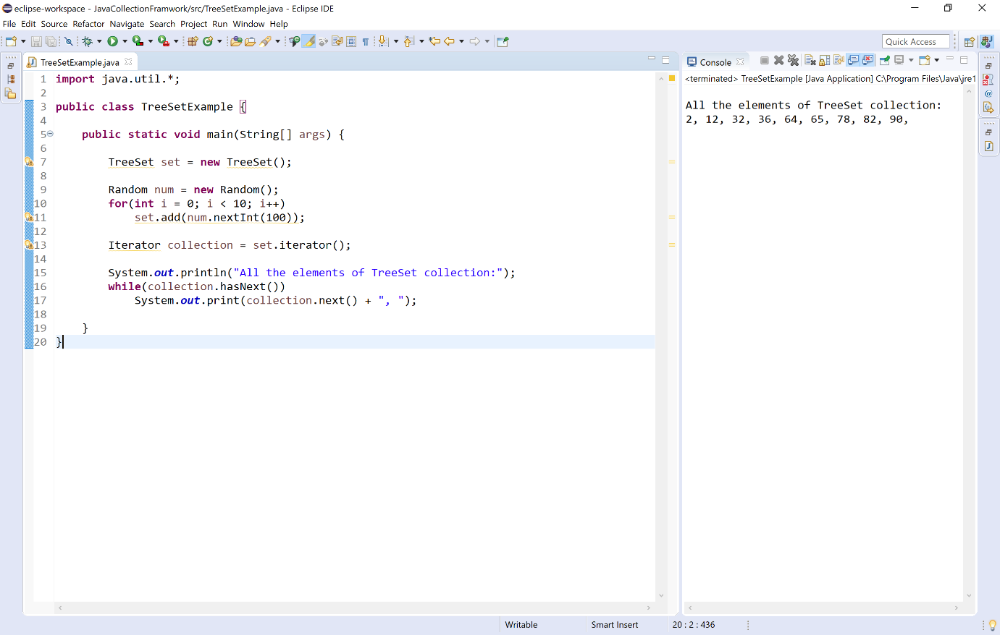 eclipse-workspace - JavaCollectionFramwork/src/TreeSetExample.java - Eclipse IDE
File Edit Source Refactor Navigate Search Project Run Window Help
Quick Access
TreeSetExample.java
1 import java.util.*;
2
3 public class TreeSetExample {
4
5 public static void main(String[] args) {
6
7 TreeSet set = new TreeSet();
8
9 Random num = new Random();
10 for(int i = 0; i < 10; i++)
11 set.add(num.nextInt(100));
12
13 Iterator collection = set.iterator();
14
15 System.out.println("All the elements of TreeSet collection:");
16 while(collection.hasNext())
17 System.out.print(collection.next() + ", ");
18
19 }
20 }
Console
<terminated> TreeSetExample [Java Application] C:\Program Files\Java\jre1
All the elements of TreeSet collection:
2, 12, 32, 36, 64, 65, 78, 82, 90,
Writable
Smart Insert
20 : 2 : 436